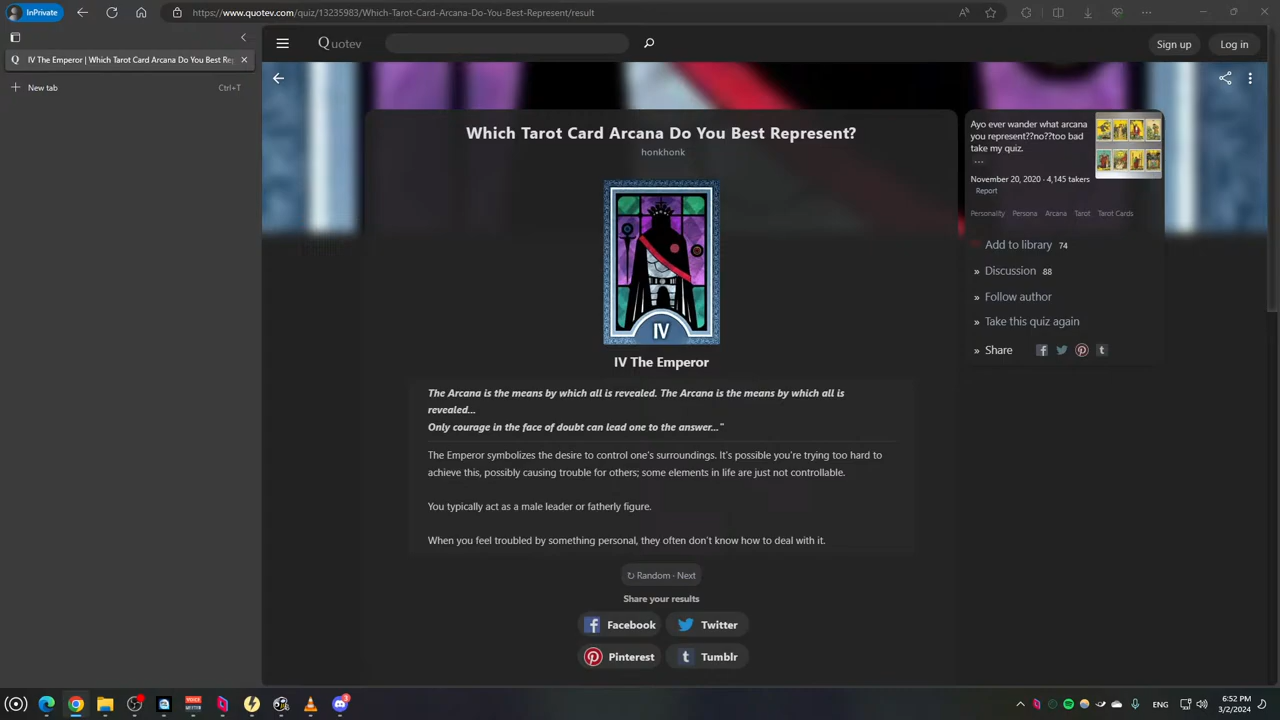 InPrivate
https://www.quotev.com/quiz/13235983/Which-Tarot-Card-Arcana-Do-You-Best-Represent/result
IV The Emperor | Which Tarot Card Arcana Do You Best Re
New tab
Ctrl+T
Quotev
Sign up
Log in
Which Tarot Card Arcana Do You Best Represent?
honkhonk
IV
IV The Emperor
The Arcana is the means by which all is revealed. The Arcana is the means by which all is
revealed...
Only courage in the face of doubt can lead one to the answer..."
The Emperor symbolizes the desire to control one's surroundings. It's possible you're trying too hard to
achieve this, possibly causing trouble for others; some elements in life are just not controllable.
You typically act as a male leader or fatherly figure.
When you feel troubled by something personal, they often don't know how to deal with it.
↻ Random · Next
Share your results
Facebook
Twitter
Pinterest
Tumblr
Ayo ever wander what arcana
you represent??no??too bad
take my quiz.
...
November 20, 2020 · 4,145 takers
Report
Personality Persona Arcana Tarot Tarot Cards
Add to library 74
» Discussion 88
» Follow author
» Take this quiz again
» Share
3
ENG
6:52 PM
3/2/2024